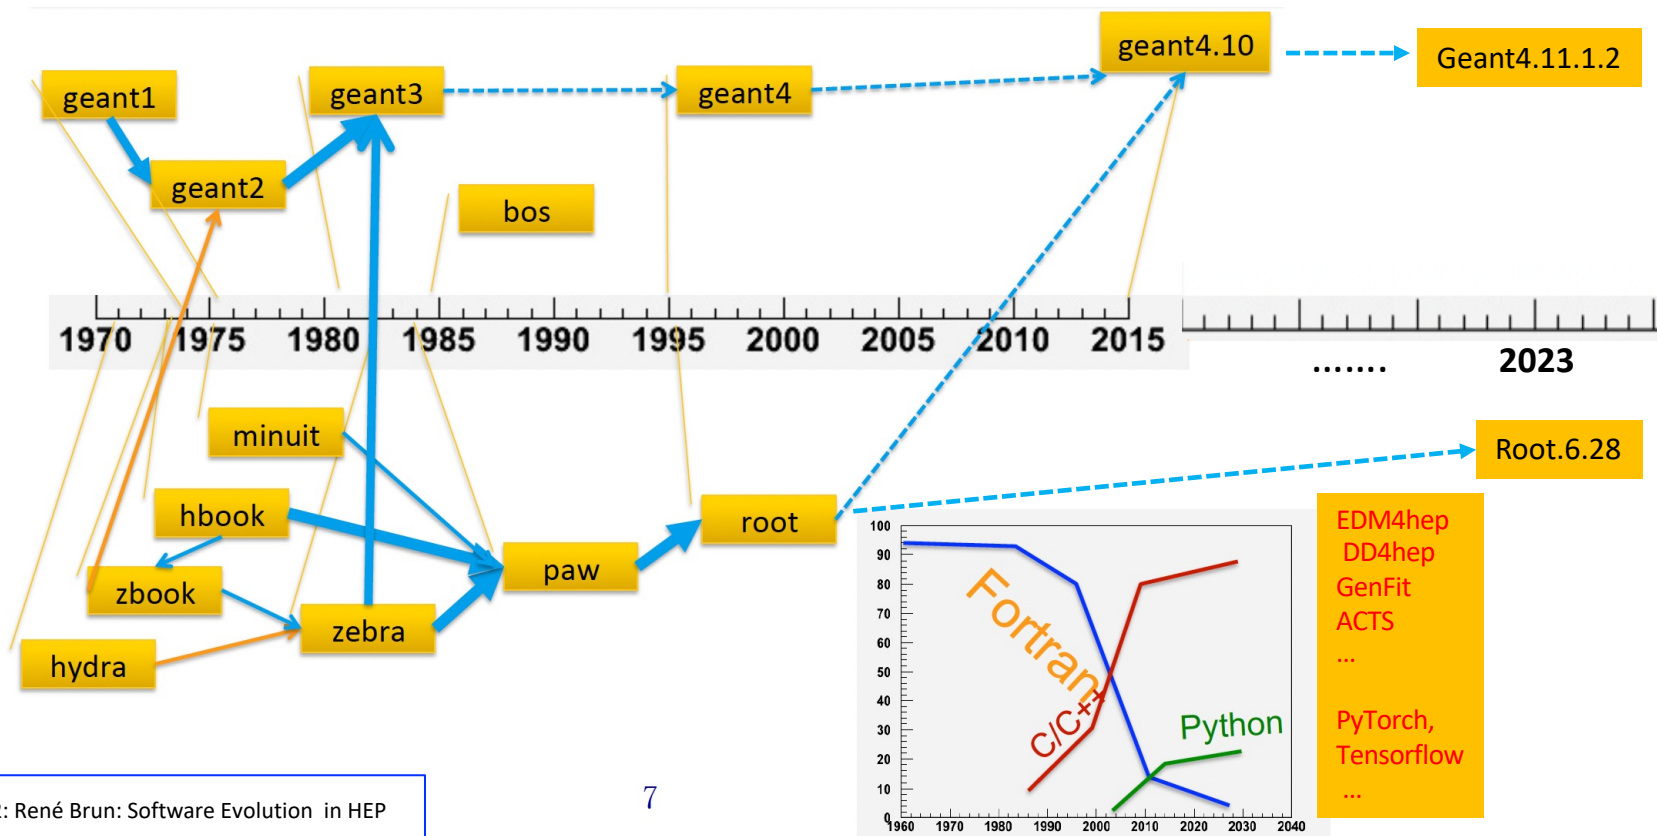 geant4.10
Geant4.11.1.2
geant1
geant3
geant4
geant2
bos
1970 1975 1980 1985 1990 1995 2000 2005 2010 2015
....... 2023
minuit
Root.6.28
hbook
root
paw
zbook
zebra
hydra
EDM4hep
DD4hep
GenFit
ACTS
...
PyTorch,
Tensorflow
...
100
90
80
70
60
50
40
30
20
10
0
1960 1970 1980 1990 2000 2010 2020 2030 2040
Fortran
C/C++
Python
: René Brun: Software Evolution in HEP
7